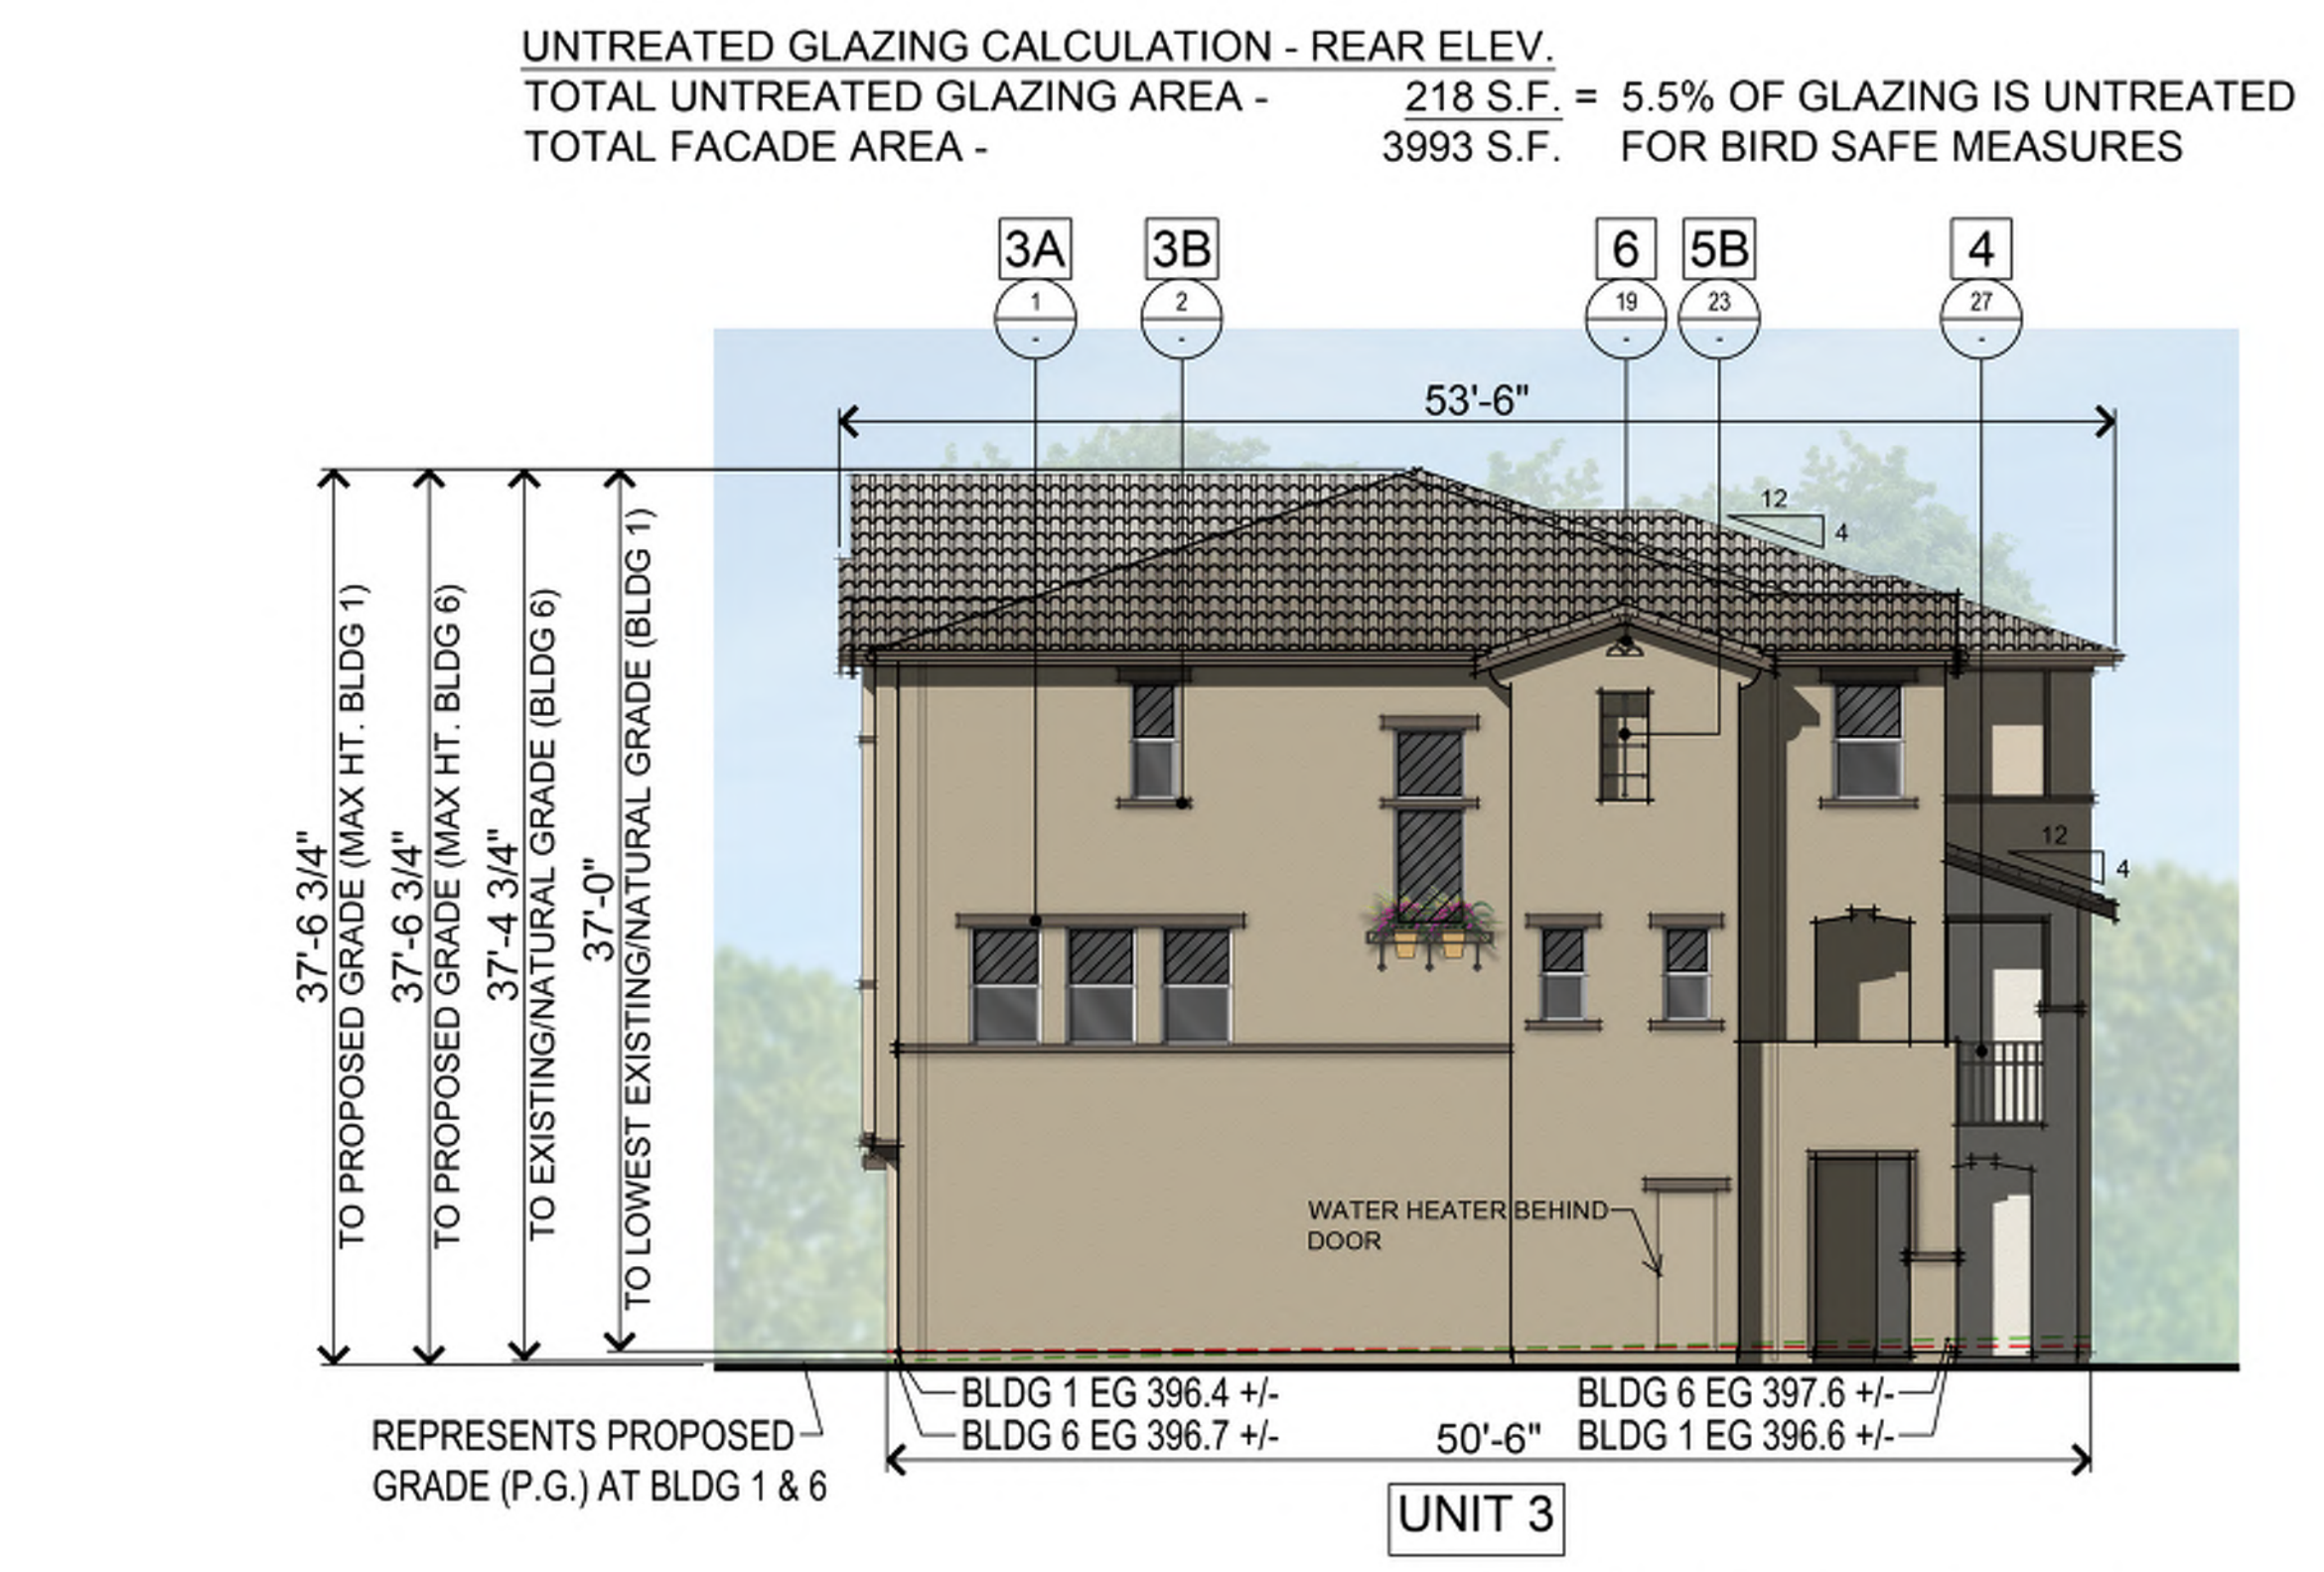 UNTREATED GLAZING CALCULATION - REAR ELEV.
TOTAL UNTREATED GLAZING AREA - 218 S.F. = 5.5% OF GLAZING IS UNTREATED
TOTAL FACADE AREA - 3993 S.F. FOR BIRD SAFE MEASURES
3A 3B 6 5B 4
1 2 19 23 27
- - - - -
53'-6"
12
4
12
4
37'-6 3/4"
TO PROPOSED GRADE (MAX HT. BLDG 1)
37'-6 3/4"
TO PROPOSED GRADE (MAX HT. BLDG 6)
37'-4 3/4"
TO EXISTING/NATURAL GRADE (BLDG 6)
37'-0"
TO LOWEST EXISTING/NATURAL GRADE (BLDG 1)
WATER HEATER BEHIND
DOOR
BLDG 1 EG 396.4 +/-
BLDG 6 EG 396.7 +/-
BLDG 6 EG 397.6 +/-
BLDG 1 EG 396.6 +/-
REPRESENTS PROPOSED
GRADE (P.G.) AT BLDG 1 & 6
50'-6"
UNIT 3